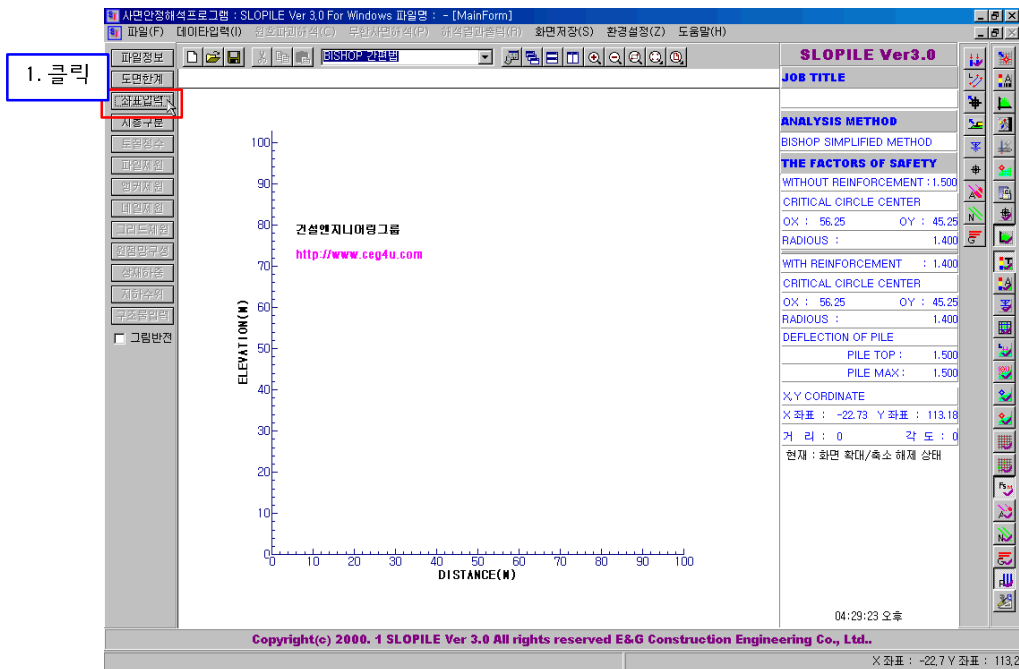 사면안정해석프로그램 : SLOPILE Ver 3,0 For Windows 파일명 : - [MainForm]
파일(F) 데이타입력(I) 원호파괴해석(C) 무한사면해석(P) 해석결과출력(R) 화면저장(S) 환경설정(Z) 도움말(H)
1. 클릭
파일정보
도면한계
좌표입력
지층구분
토질정수
파일제원
앵커제원
네일제원
그리드제원
원점망구성
상재하중
지하수위
구조물입력
그림반전
BISHOP 간편법
100
90
80
70
60
50
40
30
20
10
0
ELEVATION(M)
건설엔지니어링그룹
http://www.ceg4u.com
0 10 20 30 40 50 60 70 80 90 100
DISTANCE(M)
SLOPILE Ver3.0
JOB TITLE
ANALYSIS METHOD
BISHOP SIMPLIFIED METHOD
THE FACTORS OF SAFETY
WITHOUT REINFORCEMENT : 1.500
CRITICAL CIRCLE CENTER
OX : 56.25 OY : 45.25
RADIOUS : 1.400
WITH REINFORCEMENT : 1.400
CRITICAL CIRCLE CENTER
OX : 56.25 OY : 45.25
RADIOUS : 1.400
DEFLECTION OF PILE
PILE TOP : 1.500
PILE MAX : 1.500
X,Y CORDINATE
X 좌표 : -22.73 Y 좌표 : 113.18
거 리 : 0 각 도 : 0
현재 : 화면 확대/축소 해제 상태
04:29:23 오후
Copyright(c) 2000. 1 SLOPILE Ver 3.0 All rights reserved E&G Construction Engineering Co., Ltd..
X 좌표 : -22,7 Y 좌표 : 113,2